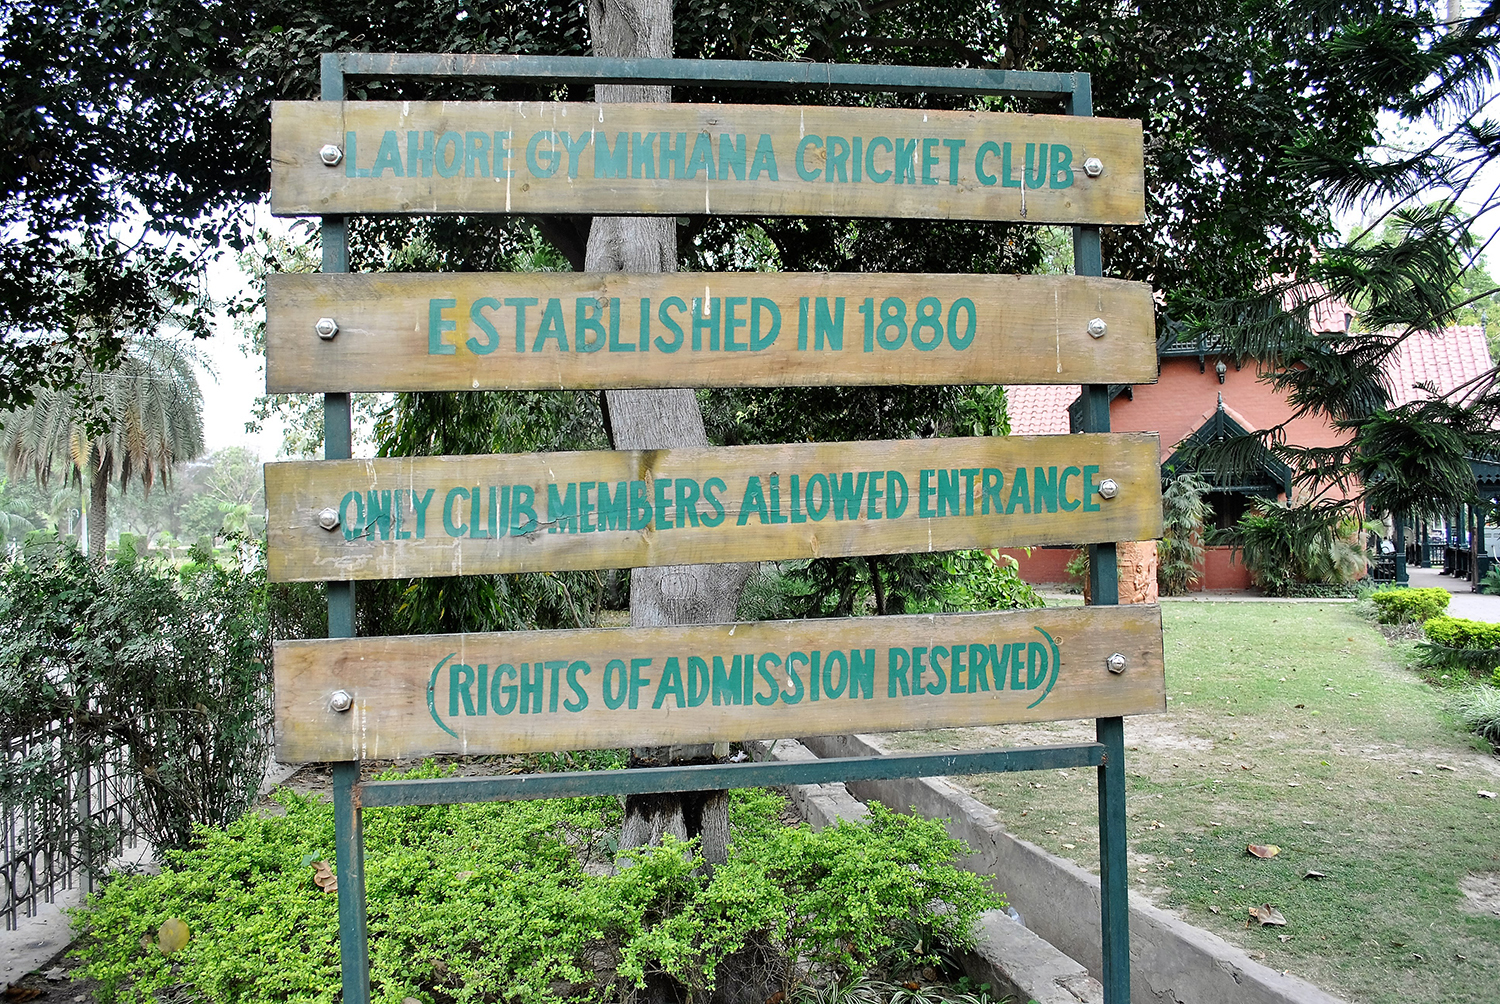 LAHORE GYMKHANA CRICKET CLUB
ESTABLISHED IN 1880
ONLY CLUB MEMBERS ALLOWED ENTRANCE
(RIGHTS OF ADMISSION RESERVED)